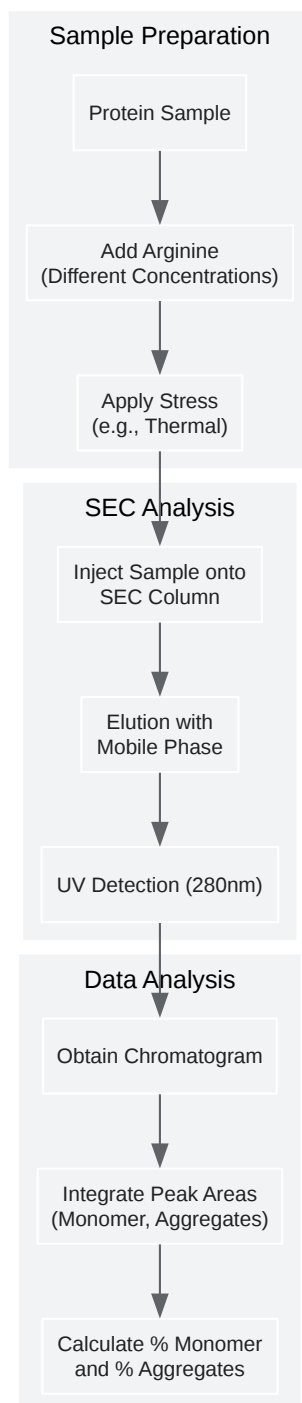 Sample Preparation
Protein Sample
Add Arginine
(Different Concentrations)
Apply Stress
(e.g., Thermal)
SEC Analysis
Inject Sample onto
SEC Column
Elution with
Mobile Phase
UV Detection (280nm)
Data Analysis
Obtain Chromatogram
Integrate Peak Areas
(Monomer, Aggregates)
Calculate % Monomer
and % Aggregates